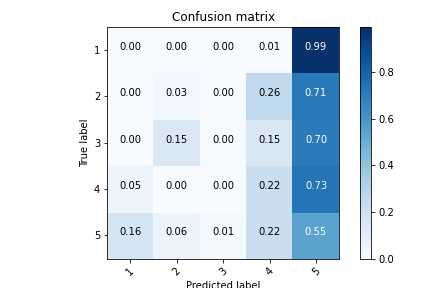 Confusion matrix
1 0.00 0.00 0.00 0.01 0.99
2 0.00 0.03 0.00 0.26 0.71
3 0.00 0.15 0.00 0.15 0.70
4 0.05 0.00 0.00 0.22 0.73
5 0.16 0.06 0.01 0.22 0.55
1 2 3 4 5
True label
Predicted label
0.8
0.6
0.4
0.2
0.0